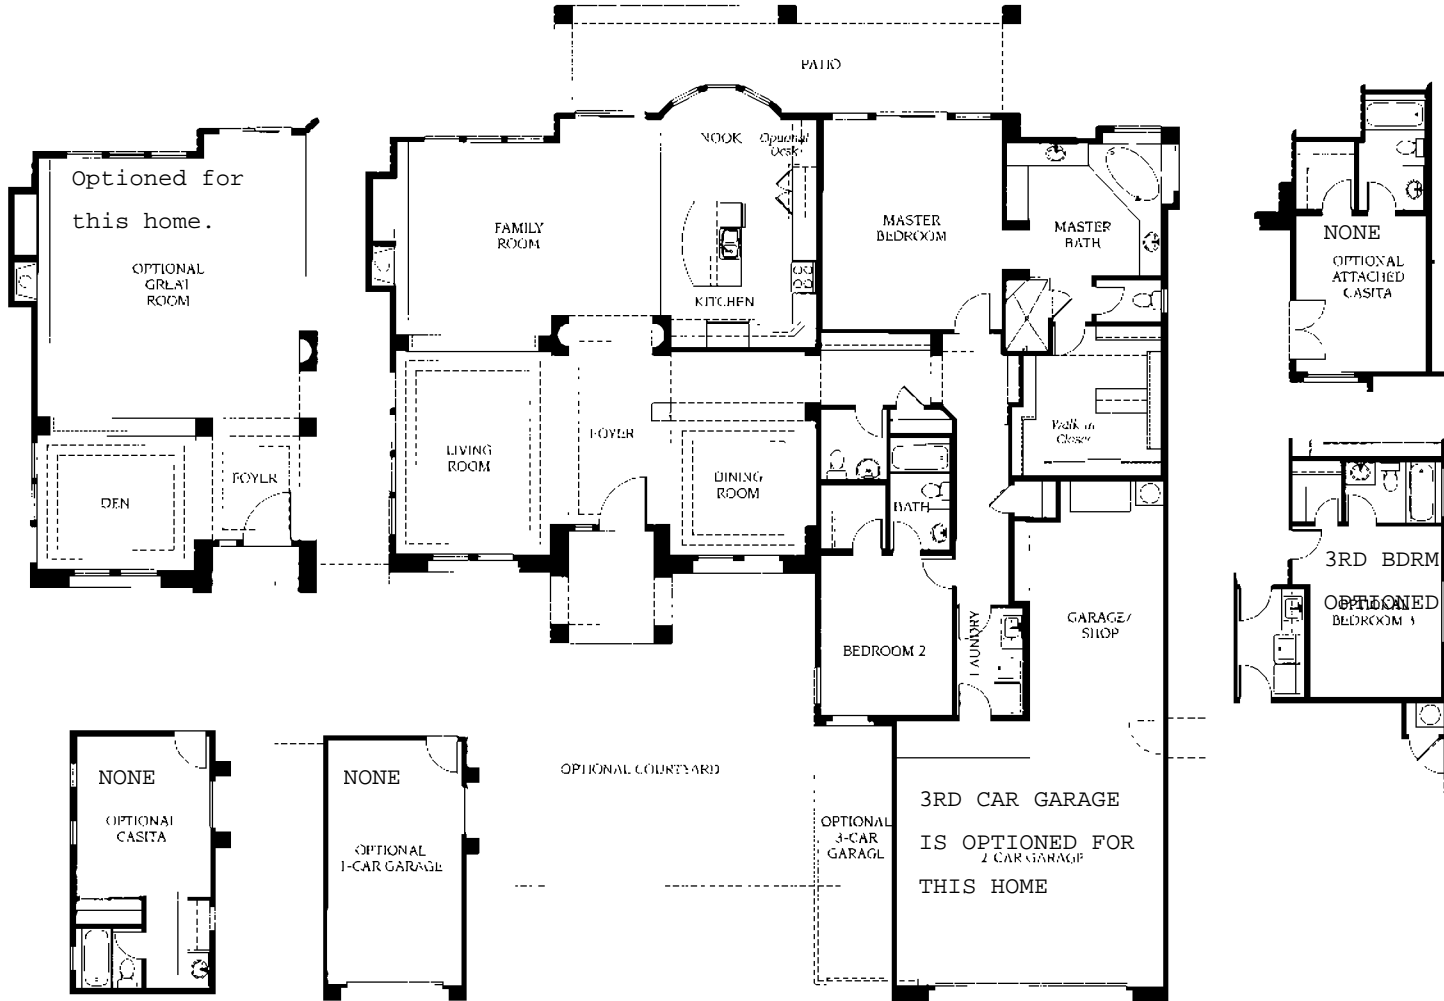 PATIO
NOOK
Optional
Desk
Optioned for
this home.
OPTIONAL
GREAT
ROOM
FAMILY
ROOM
KITCHEN
MASTER
BEDROOM
MASTER
BATH
NONE
OPTIONAL
ATTACHED
CASITA
DEN
FOYER
LIVING
ROOM
FOYER
DINING
ROOM
BATH
Walk in
Closet
3RD BDRM
OPTIONED
OPTIONAL
BEDROOM 3
GARAGE/
SHOP
LAUNDRY
BEDROOM 2
NONE
OPTIONAL
CASITA
NONE
OPTIONAL
1-CAR GARAGE
OPTIONAL COURTYARD
OPTIONAL
3-CAR
GARAGE
3RD CAR GARAGE
IS OPTIONED FOR
2 CAR GARAGE
THIS HOME